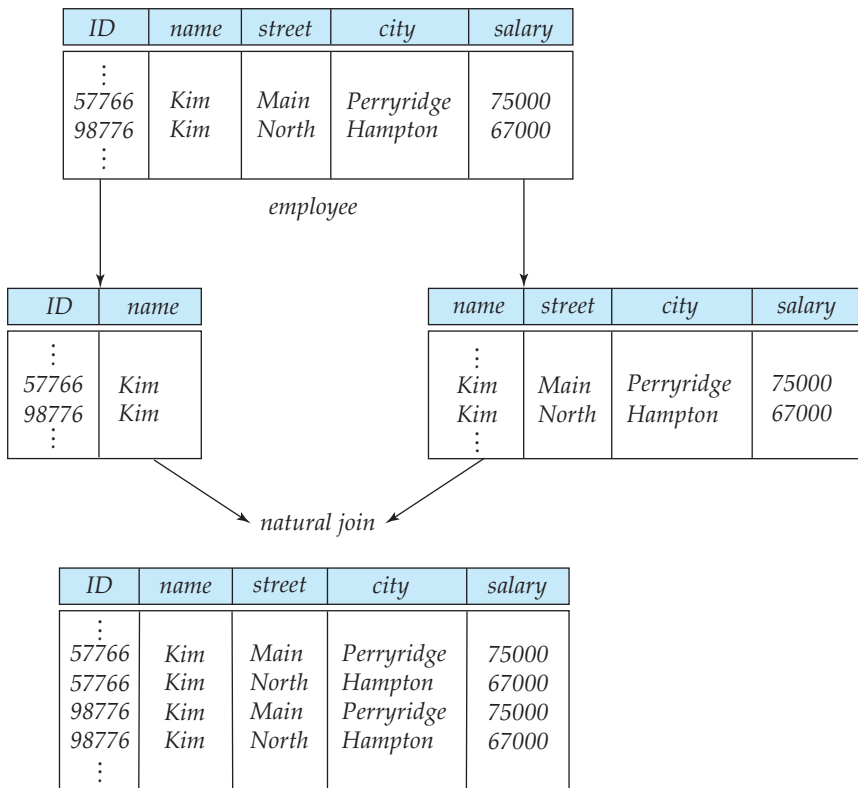 ID name street city salary
⋮
57766 Kim Main Perryridge 75000
98776 Kim North Hampton 67000
⋮
employee
ID name
⋮
57766 Kim
98776 Kim
⋮
name street city salary
⋮
Kim Main Perryridge 75000
Kim North Hampton 67000
⋮
natural join
ID name street city salary
⋮
57766 Kim Main Perryridge 75000
57766 Kim North Hampton 67000
98776 Kim Main Perryridge 75000
98776 Kim North Hampton 67000
⋮